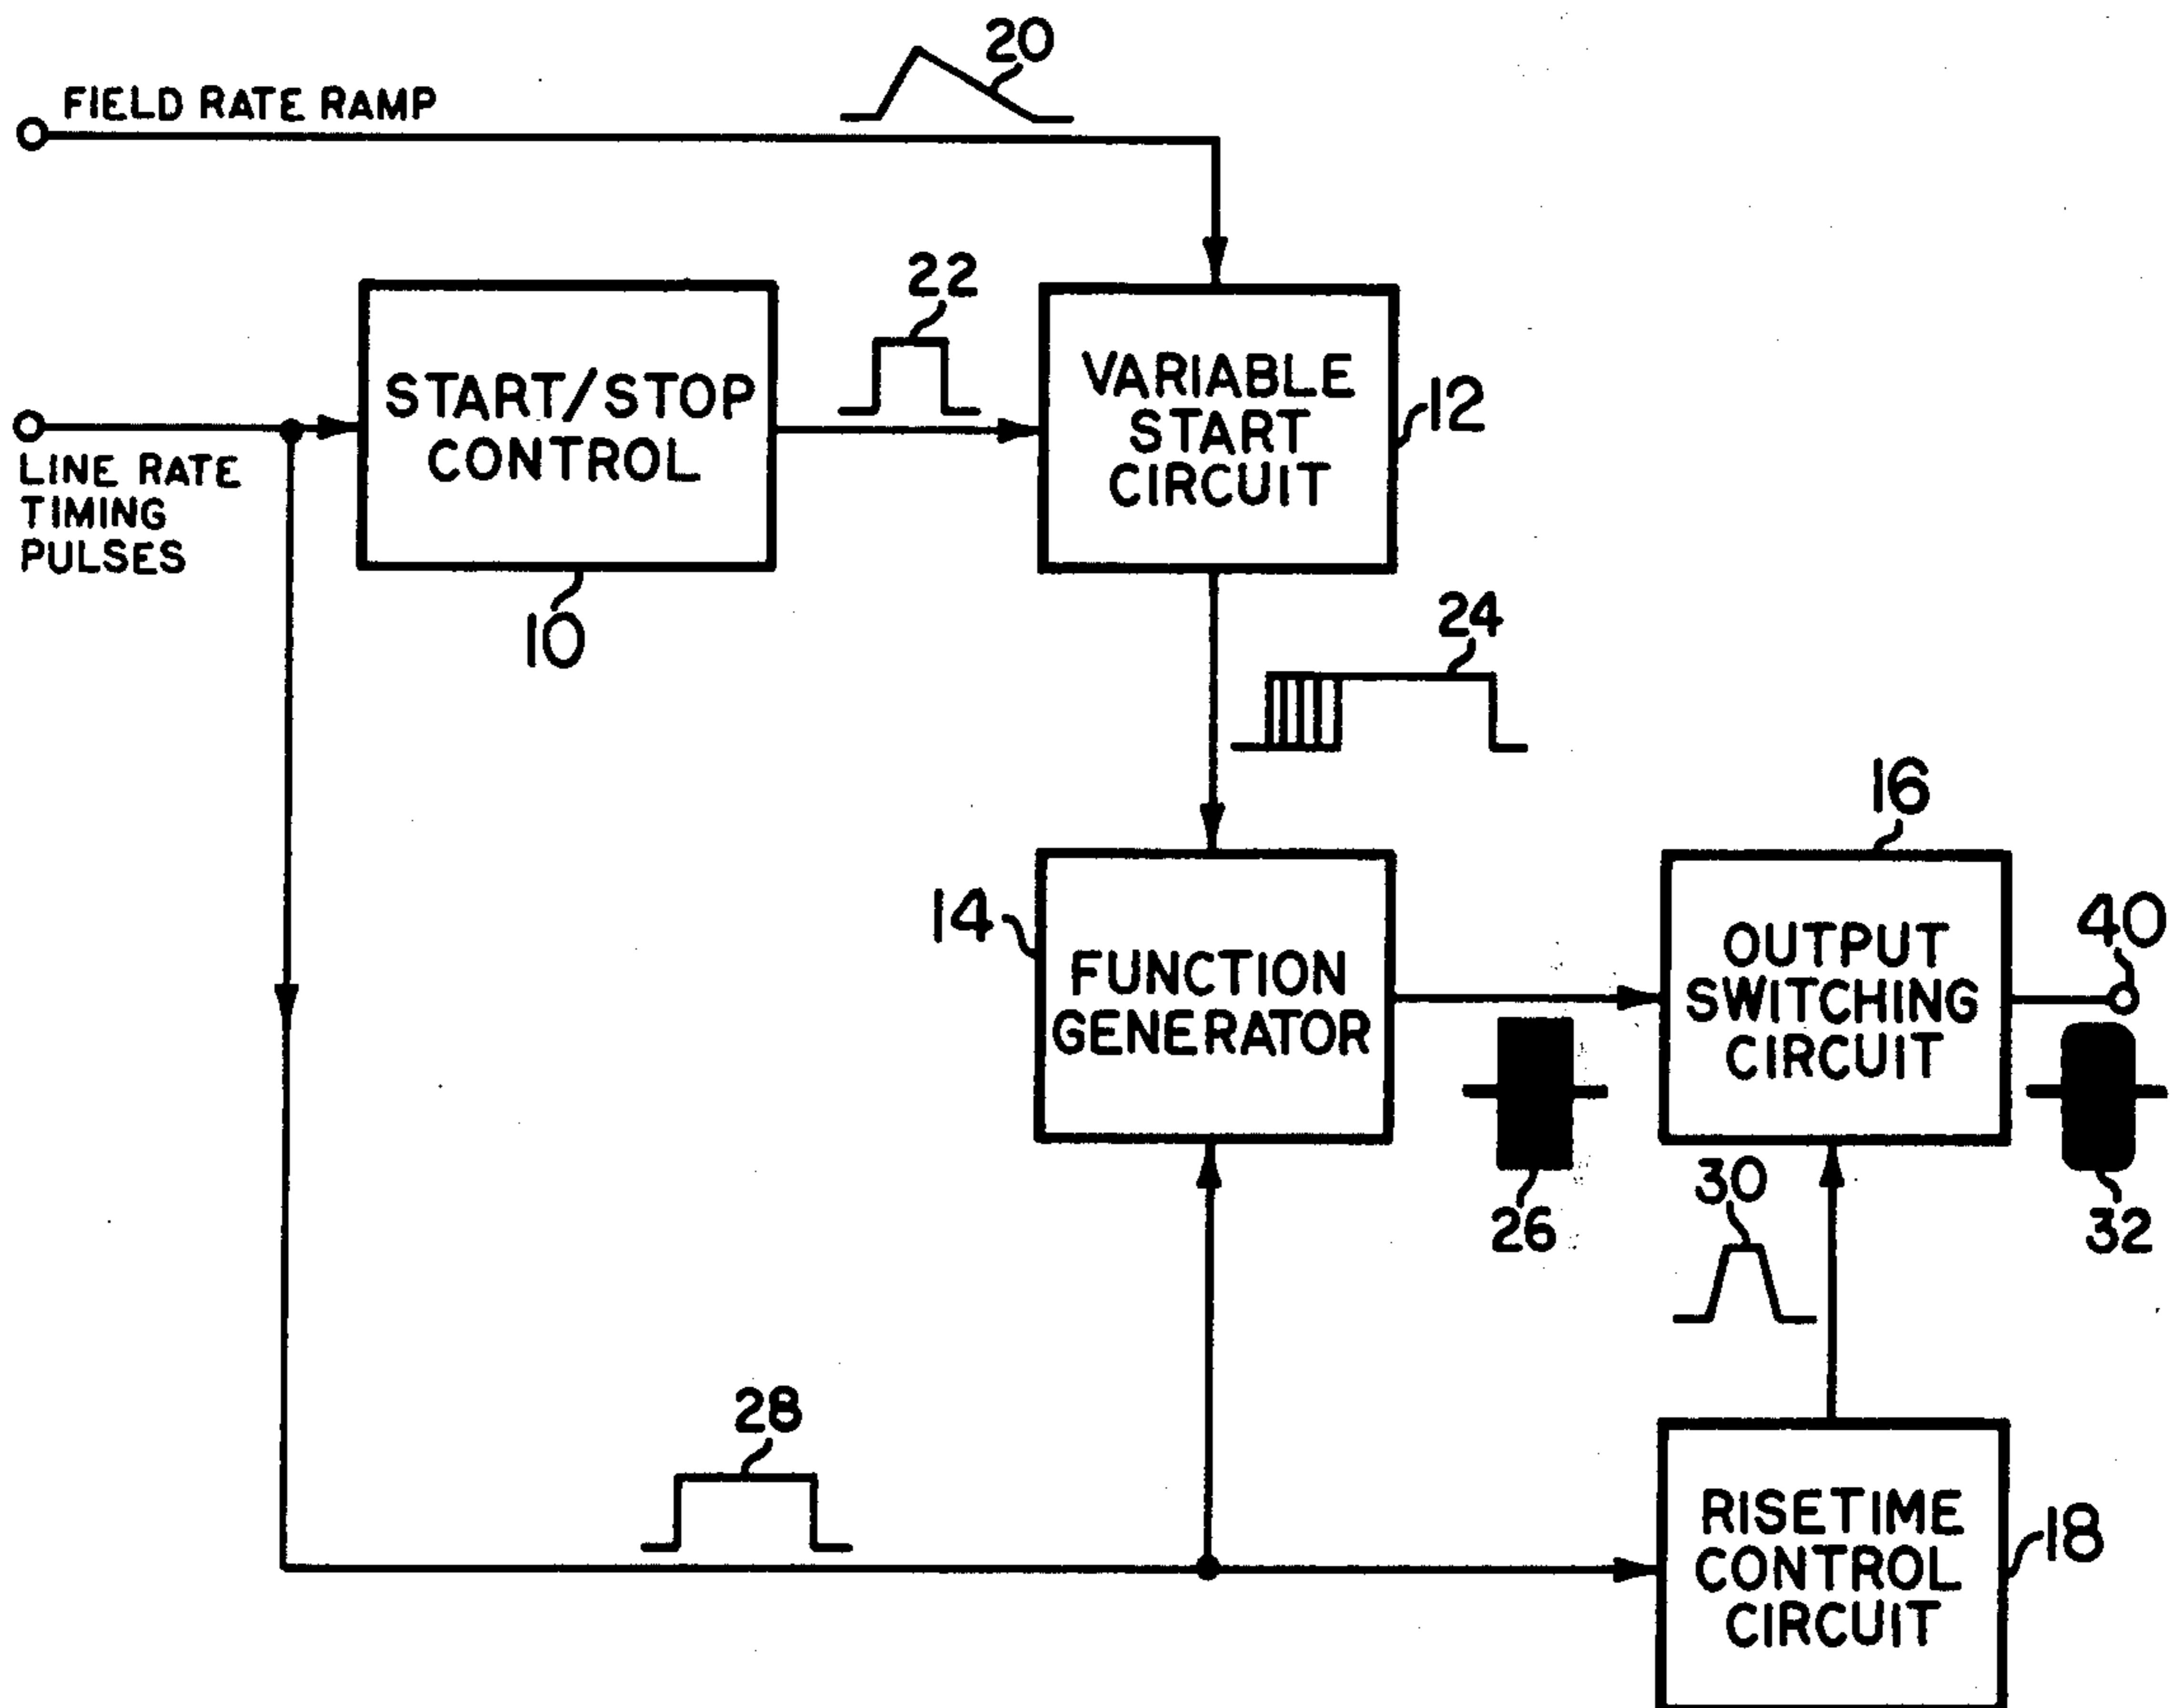 20
FIELD RATE RAMP
22
START/STOP
CONTROL
VARIABLE
START
CIRCUIT
12
LINE RATE
TIMING
PULSES
10
24
16
14
FUNCTION
GENERATOR
OUTPUT
SWITCHING
CIRCUIT
40
26
30
32
28
RISETIME
CONTROL
CIRCUIT
18